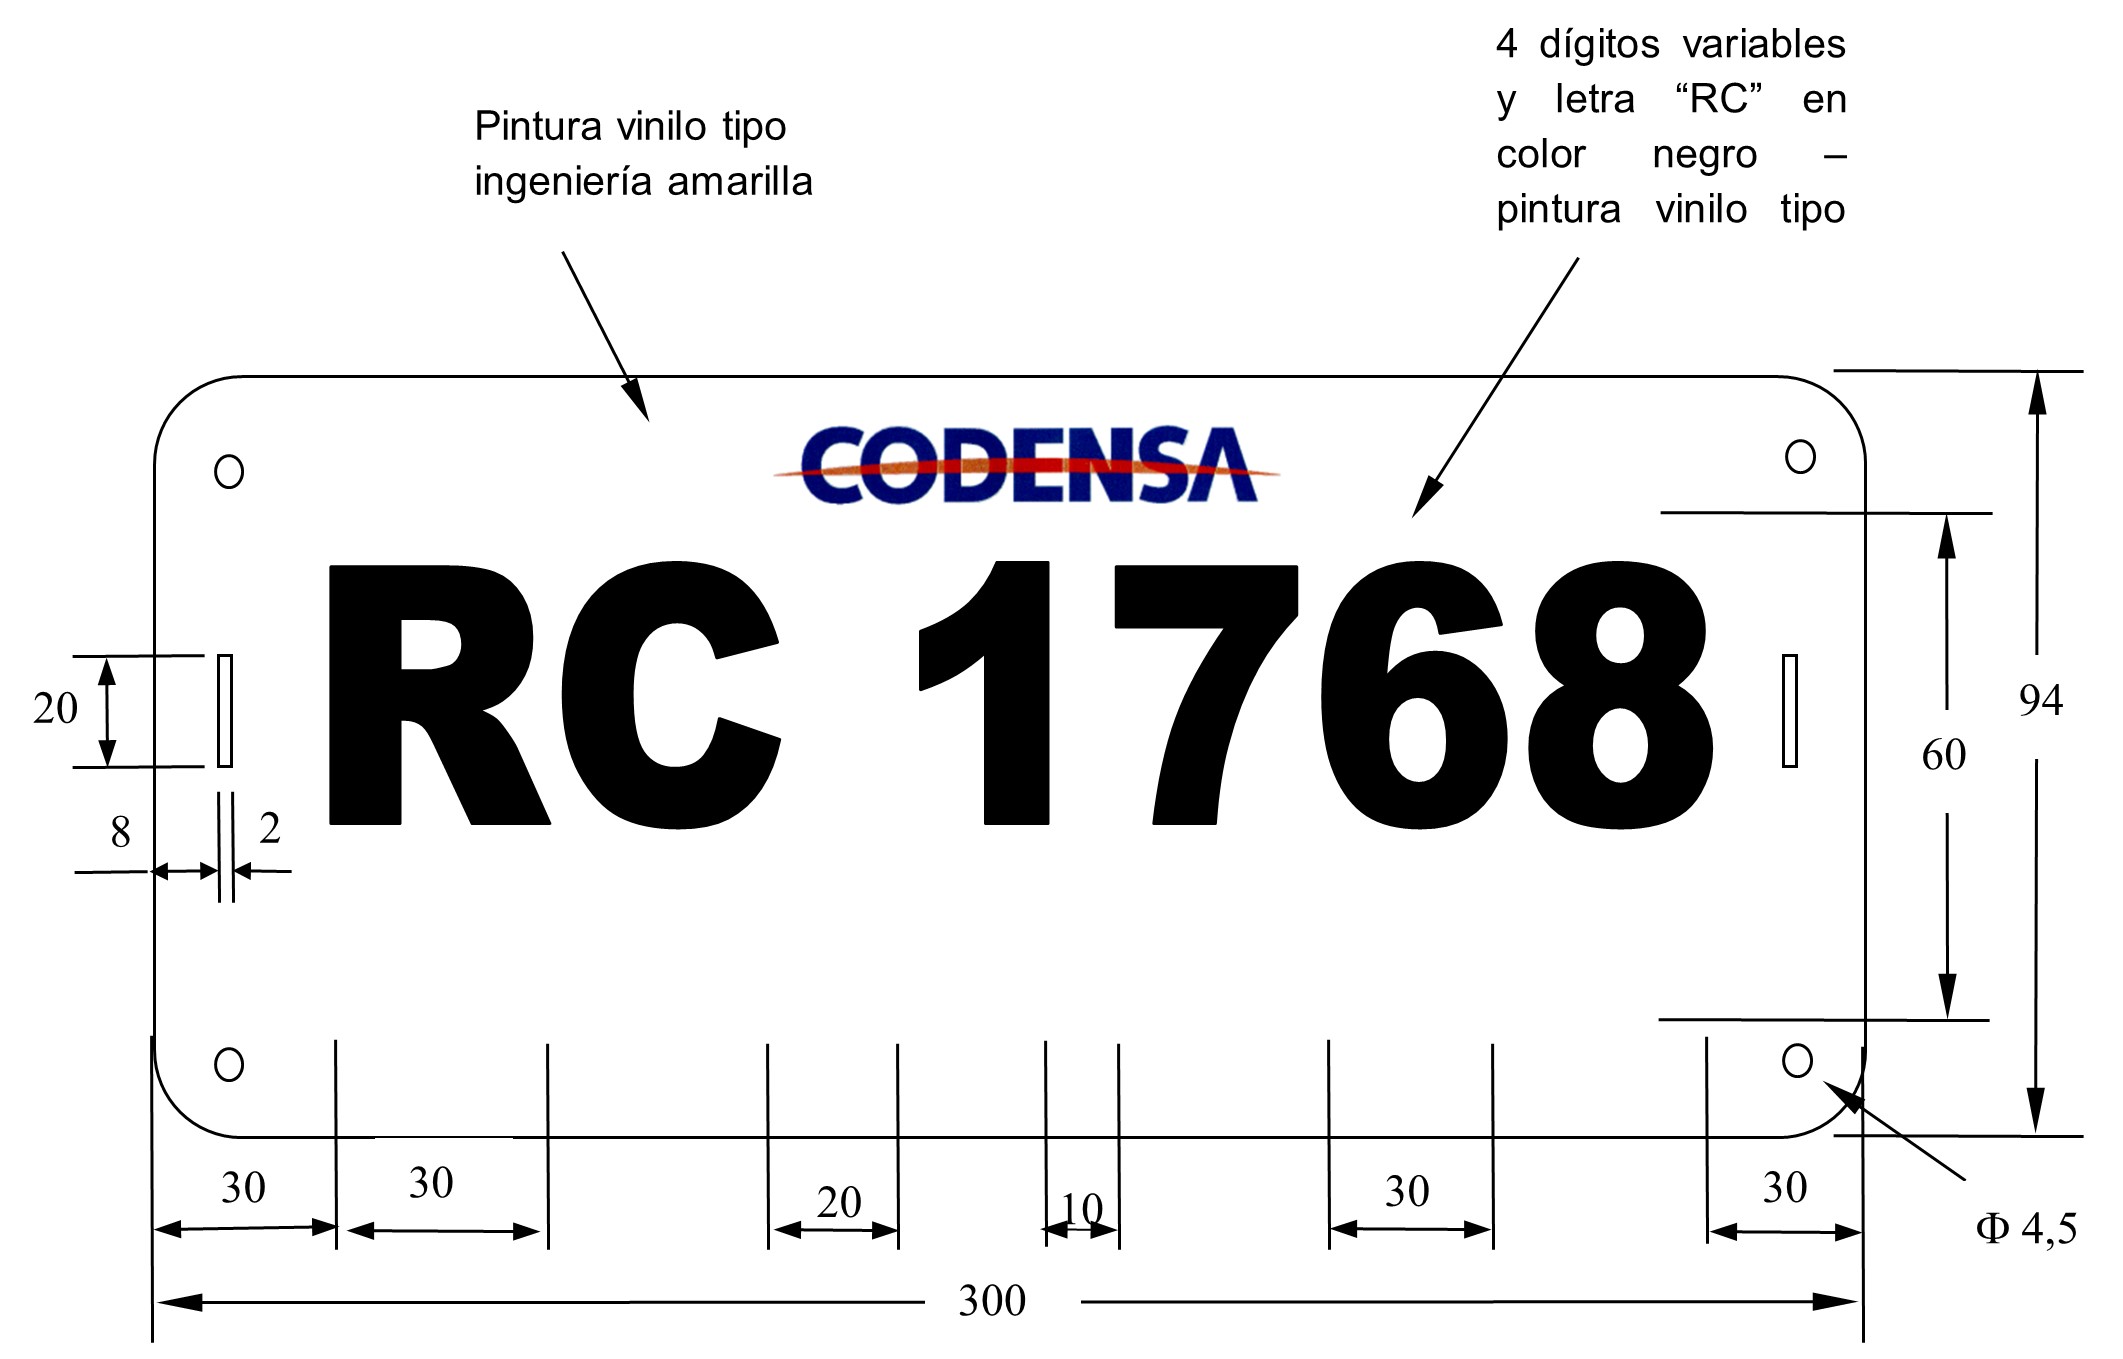 4 dígitos variables
y letra “RC” en
color negro –
pintura vinilo tipo
Pintura vinilo tipo
ingeniería amarilla
CODENSA
RC 1768
20
94
60
8
2
30
30
20
10
30
30
Φ 4,5
300